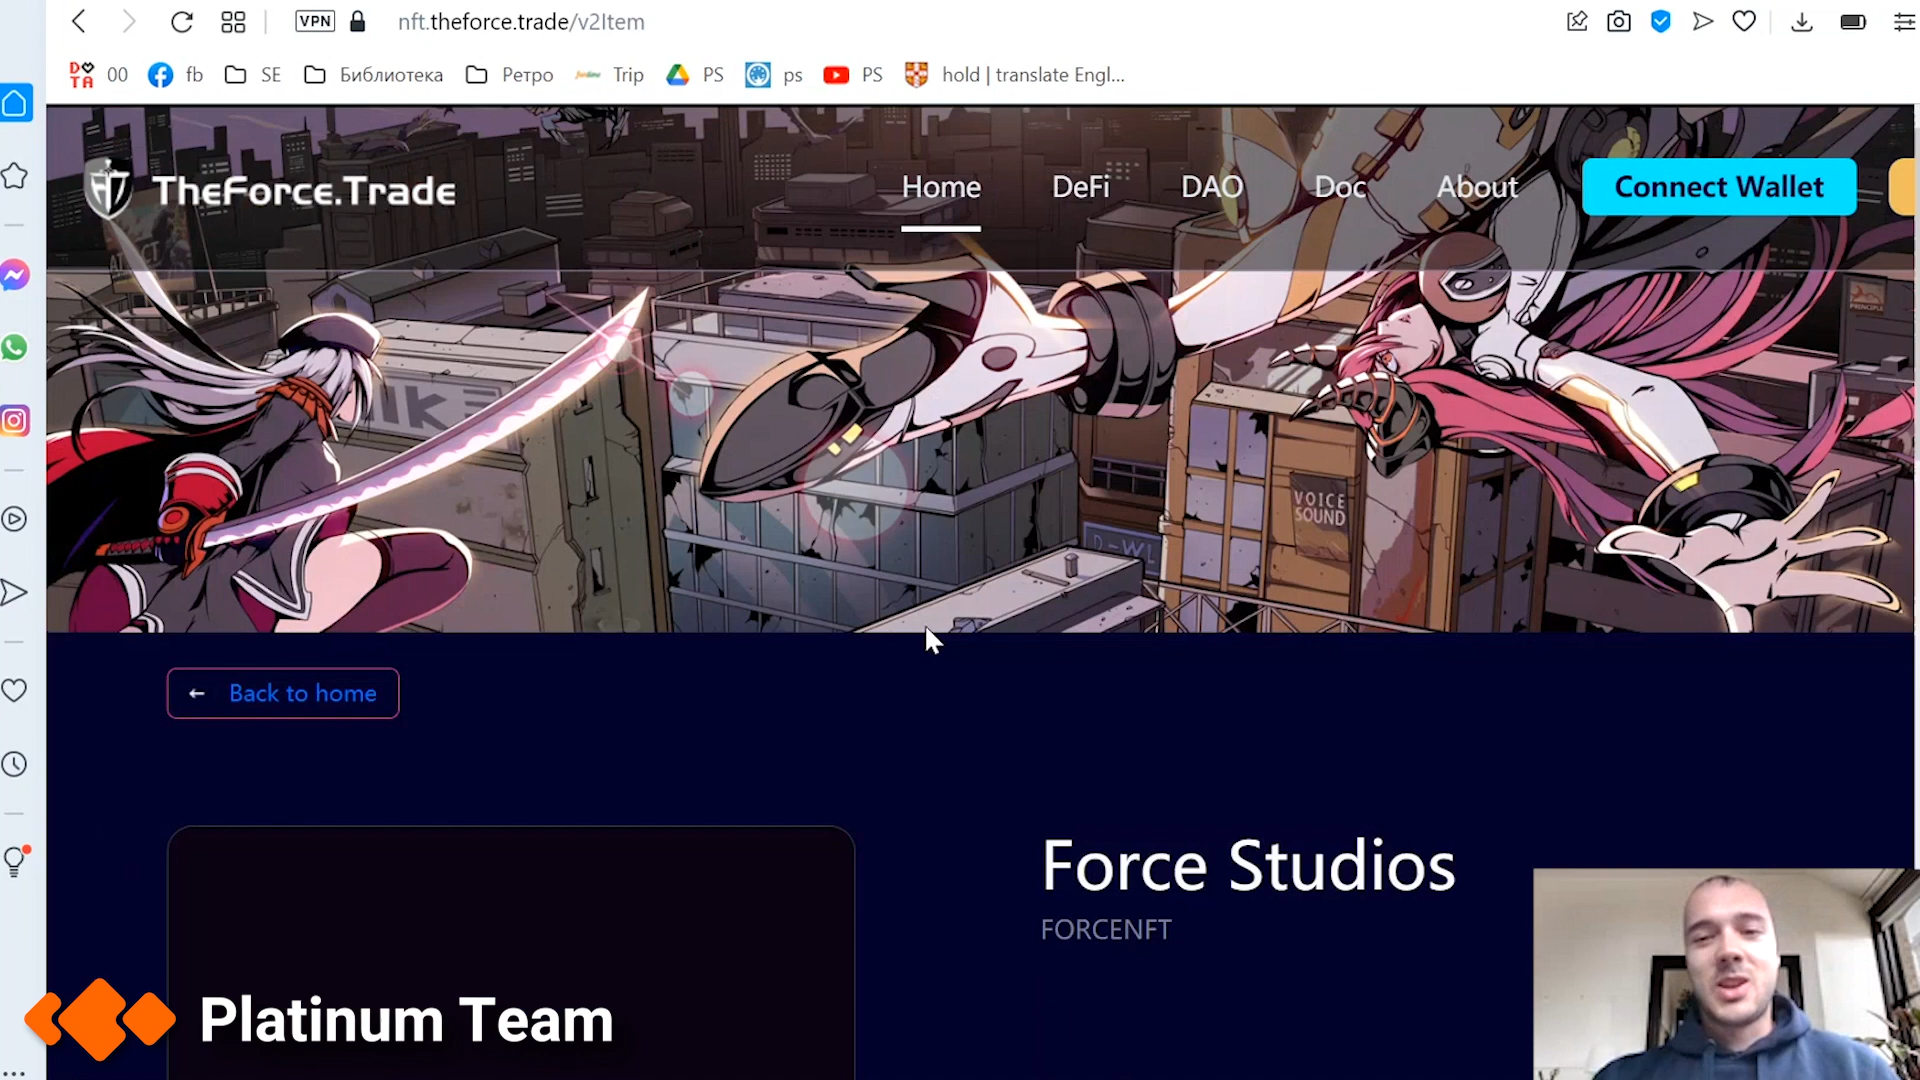 VPN nft.theforce.trade/v2Item
DOTA 00 fb SE Библиотека Ретро Trip PS ps PS hold | translate Engl...
TheForce.Trade Home DeFi DAO Doc About Connect Wallet
VOICE
SOUND
← Back to home
Force Studios
FORCENFT
Platinum Team